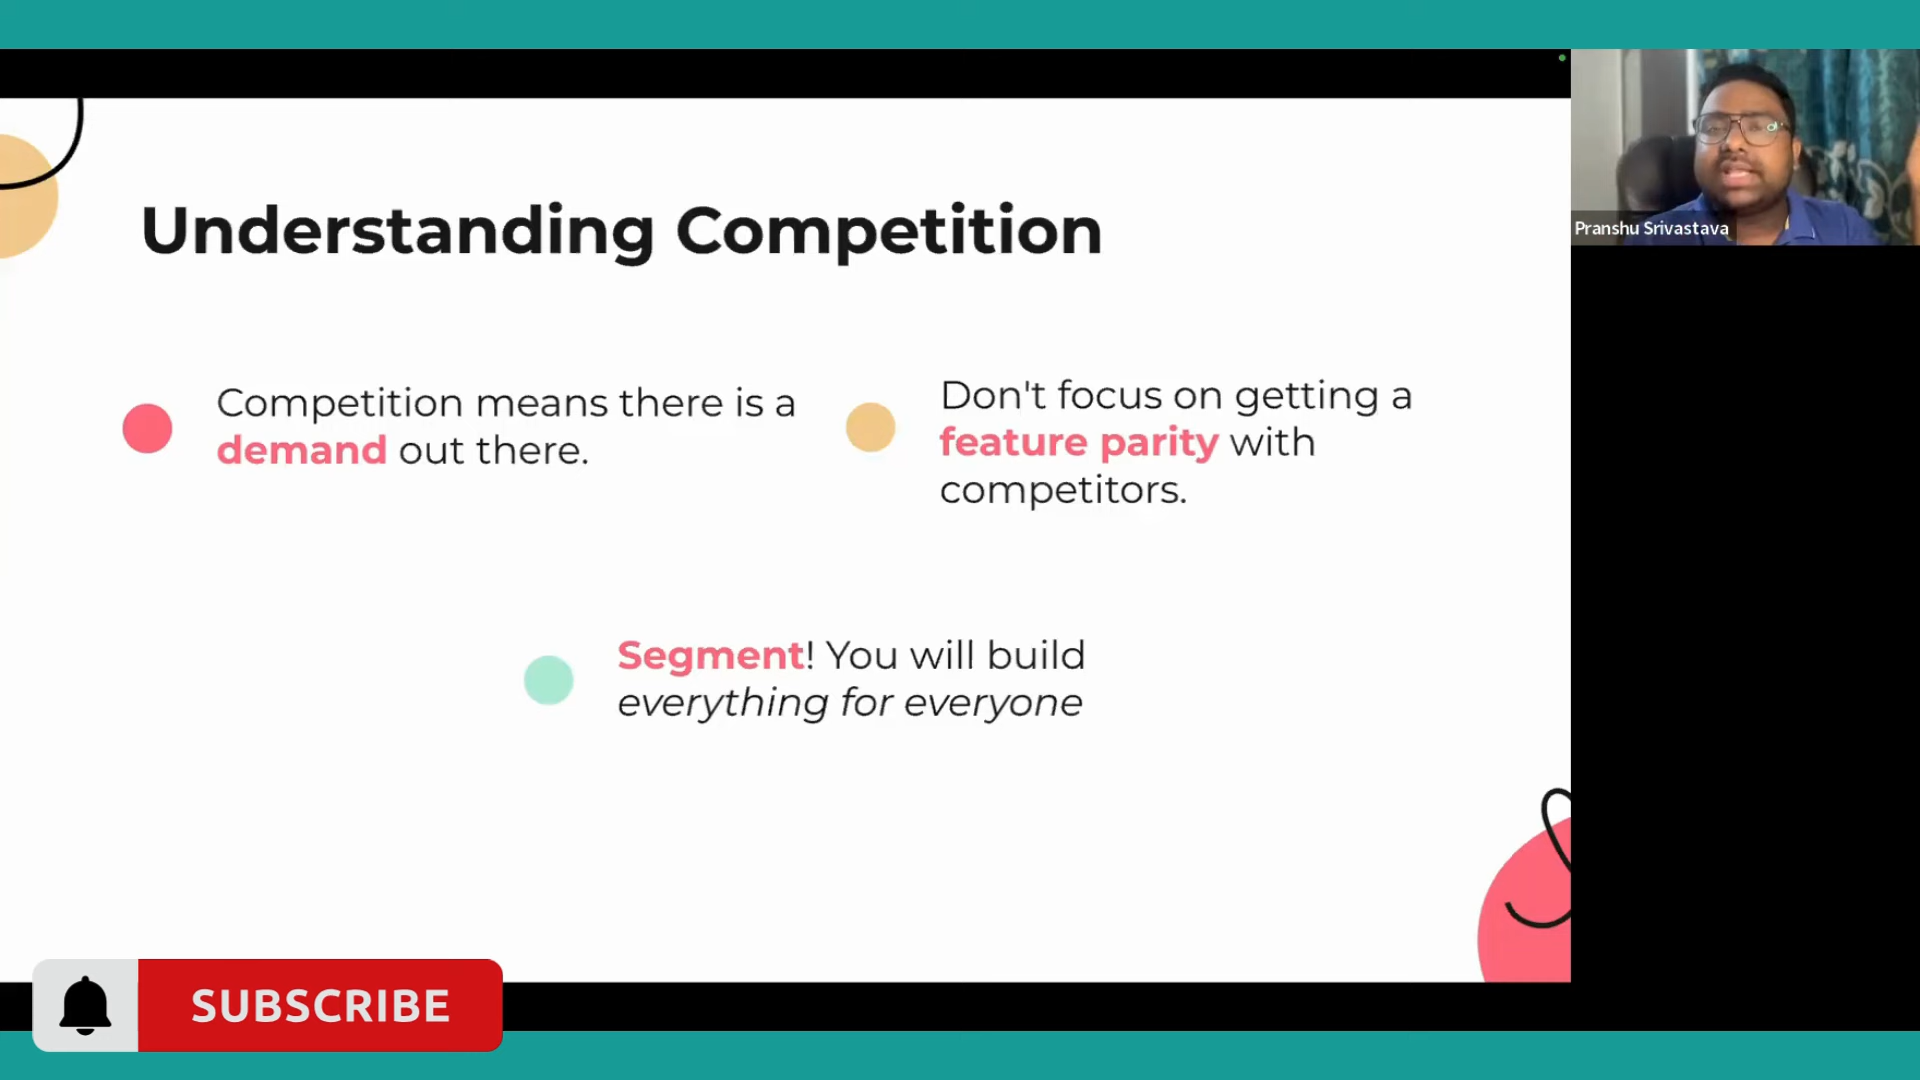 Understanding Competition
Competition means there is a
demand out there.
Don't focus on getting a
feature parity with
competitors.
Segment! You will build
everything for everyone
Pranshu Srivastava
SUBSCRIBE